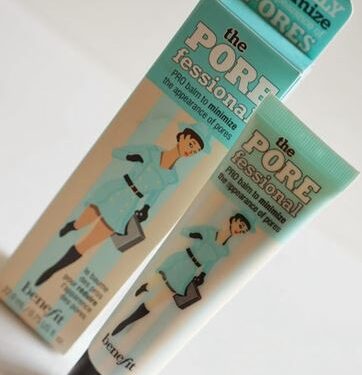 the
PORE
fessional
PRO balm to minimize
the appearance of pores
benefit
the
PORE
fessional
PRO balm to minimize
the appearance of pores
benefit
PORES